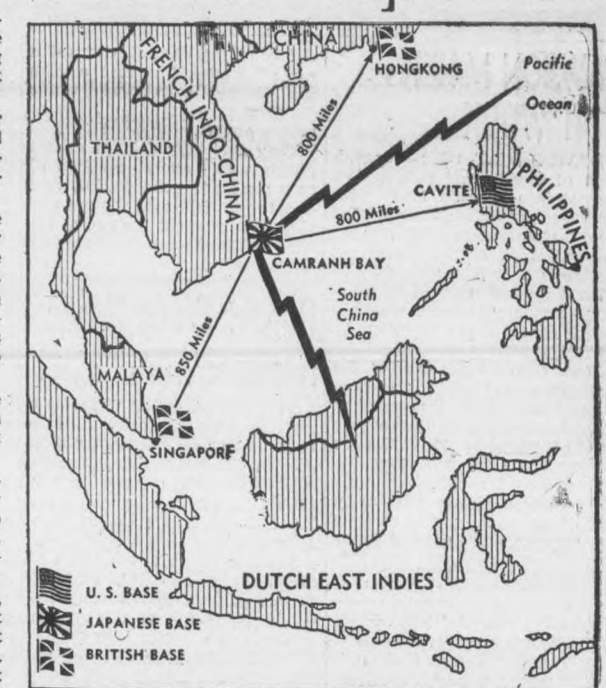 CHINA
HONGKONG
Pacific
Ocean
FRENCH INDO-CHINA
THAILAND
800 Miles
CAVITE
PHILIPPINES
800 Miles
CAMRANH BAY
South
China
Sea
850 Miles
MALAYA
SINGAPORE
DUTCH EAST INDIES
U. S. BASE
JAPANESE BASE
BRITISH BASE